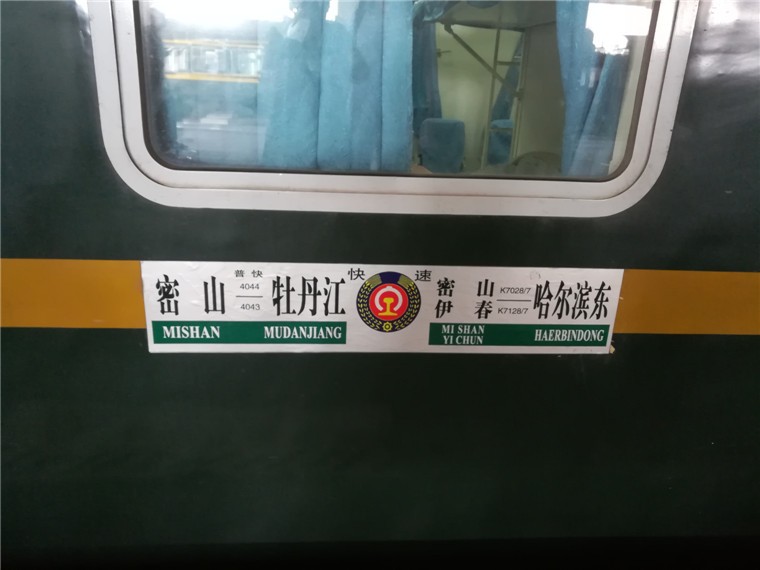 普快
密山 4044 牡丹江
4043
MISHAN MUDANJIANG
快速
密山 K7028/7 哈尔滨东
伊春 K7128/7
MI SHAN HAERBINDONG
YI CHUN